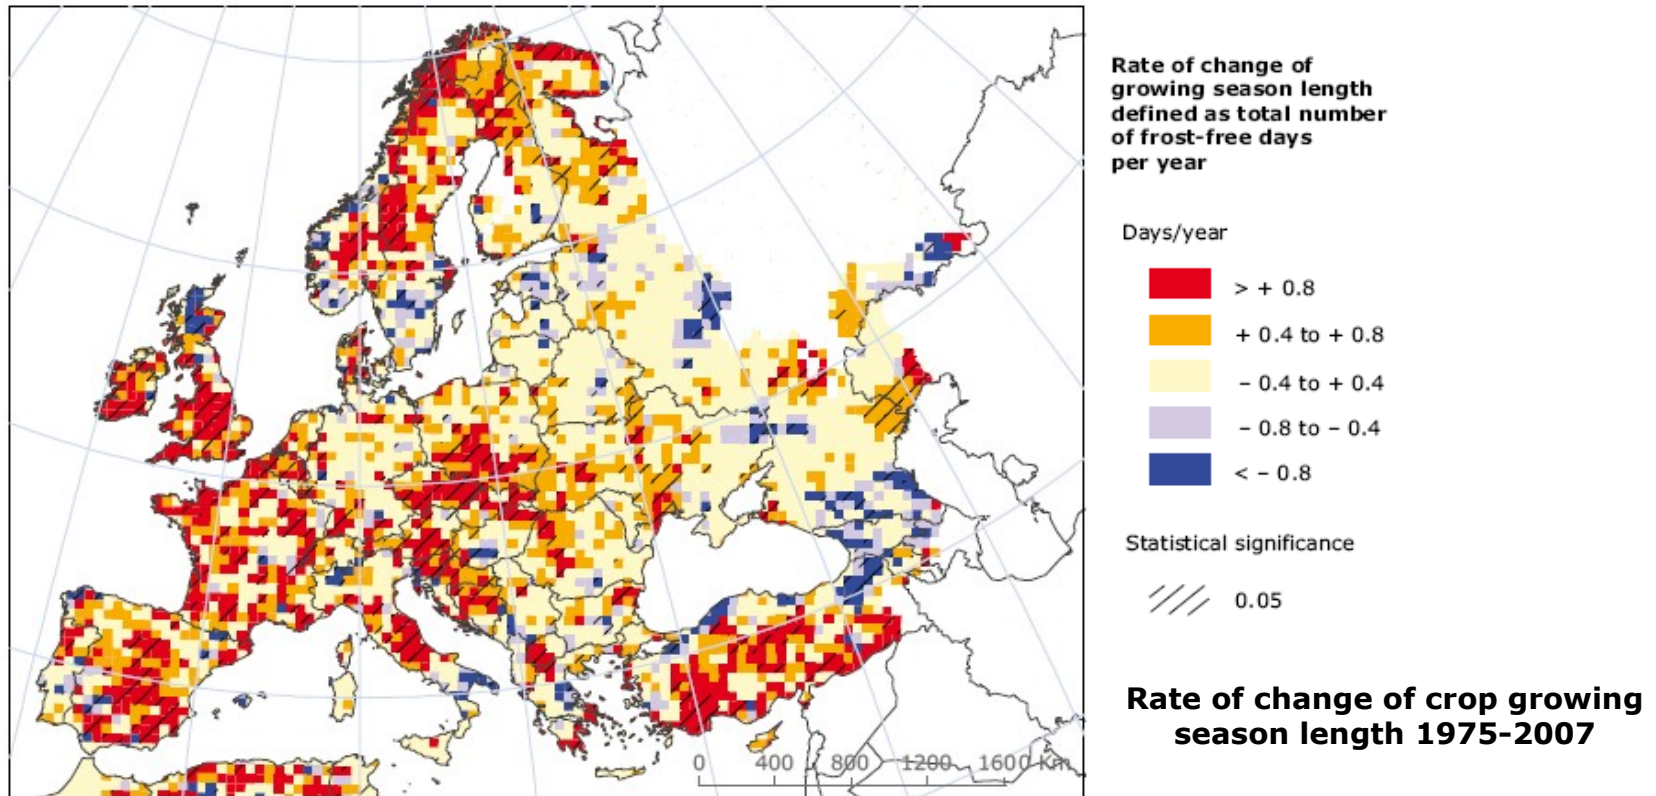 Rate of change of
growing season length
defined as total number
of frost-free days
per year
Days/year
> + 0.8
+ 0.4 to + 0.8
– 0.4 to + 0.4
– 0.8 to – 0.4
< – 0.8
Statistical significance
0.05
Rate of change of crop growing
season length 1975-2007
0 400 800 1200 1600 Km